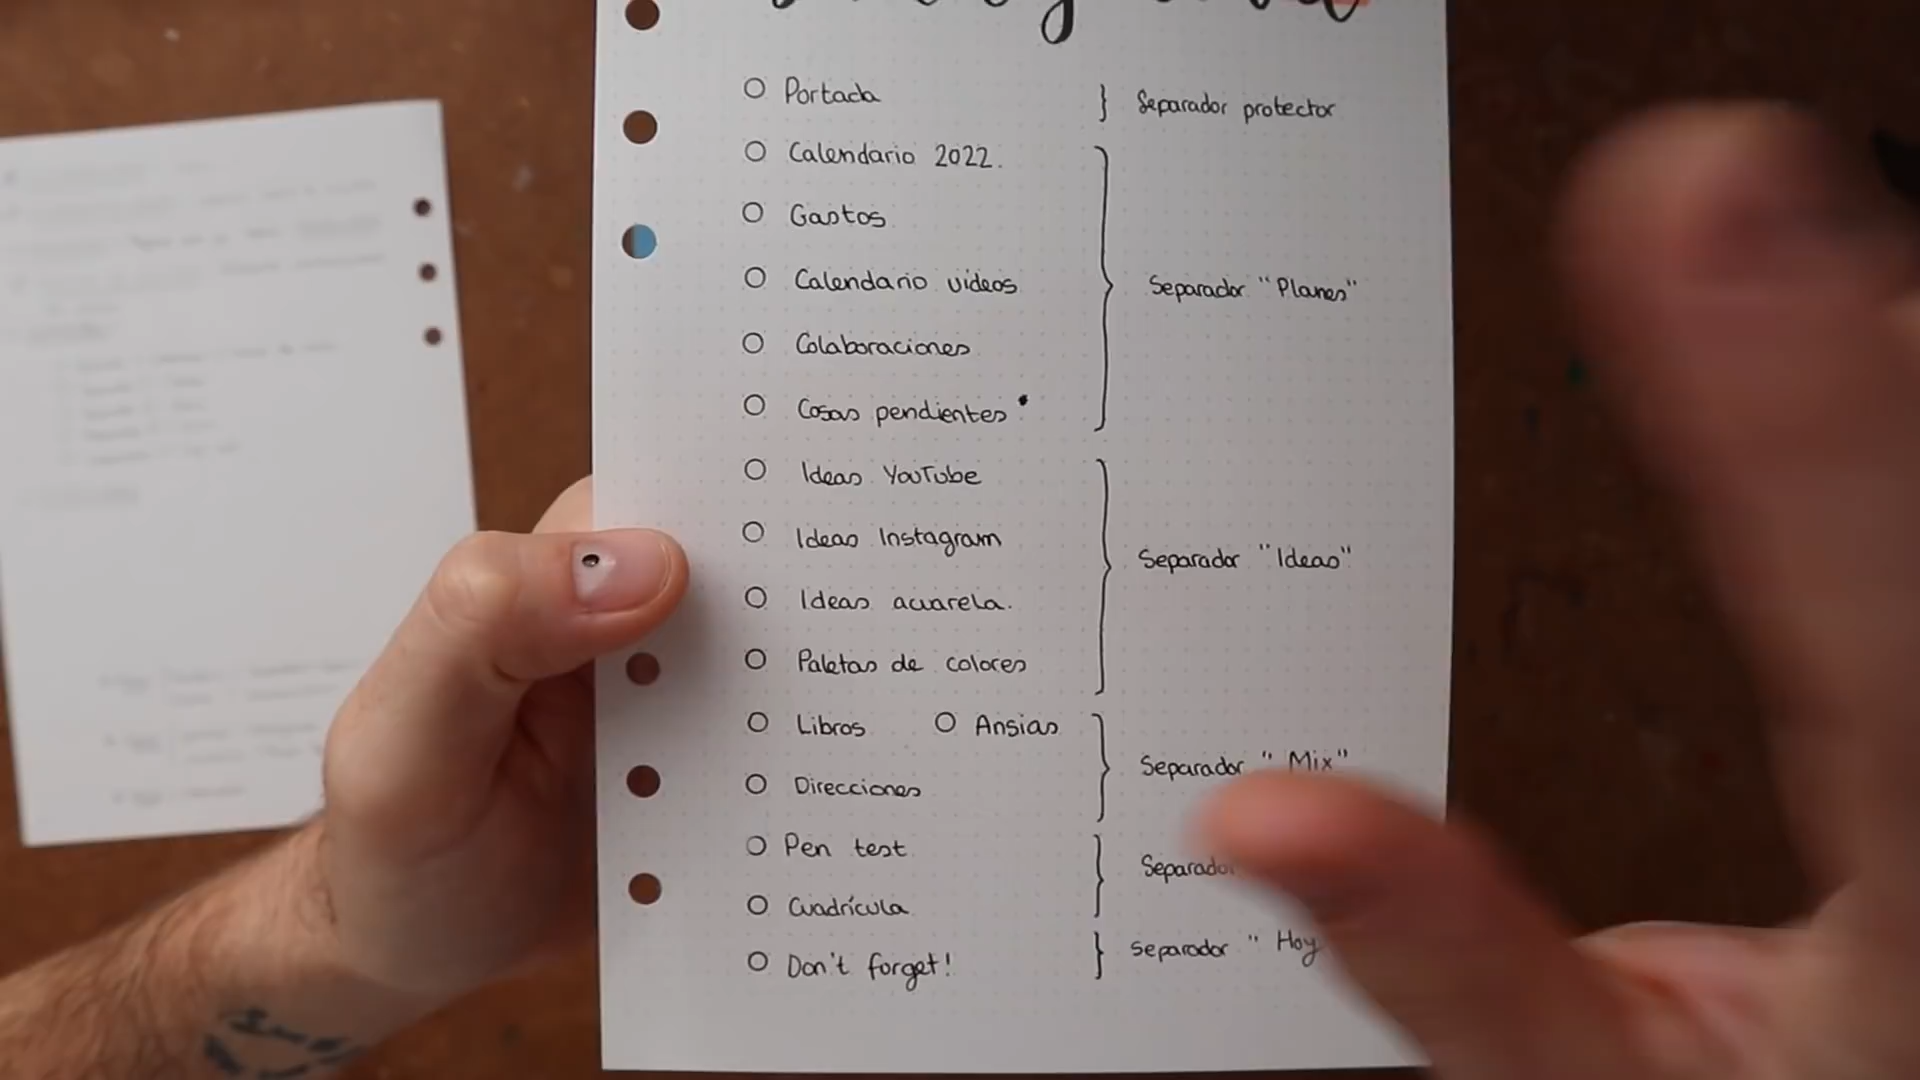 Portada } Separador protector
Calendario 2022.
Gastos
Calendario vídeos
Separador "Planes"
Colaboraciones
Cosas pendientes
Ideas YouTube
Ideas Instagram
Separador "Ideas"
Ideas acuarela.
Paletas de colores
Libros Ansias
Separador "Mix"
Direcciones
Pen test
Separador
Cuadrícula
Don't forget! } Separador "Hoy